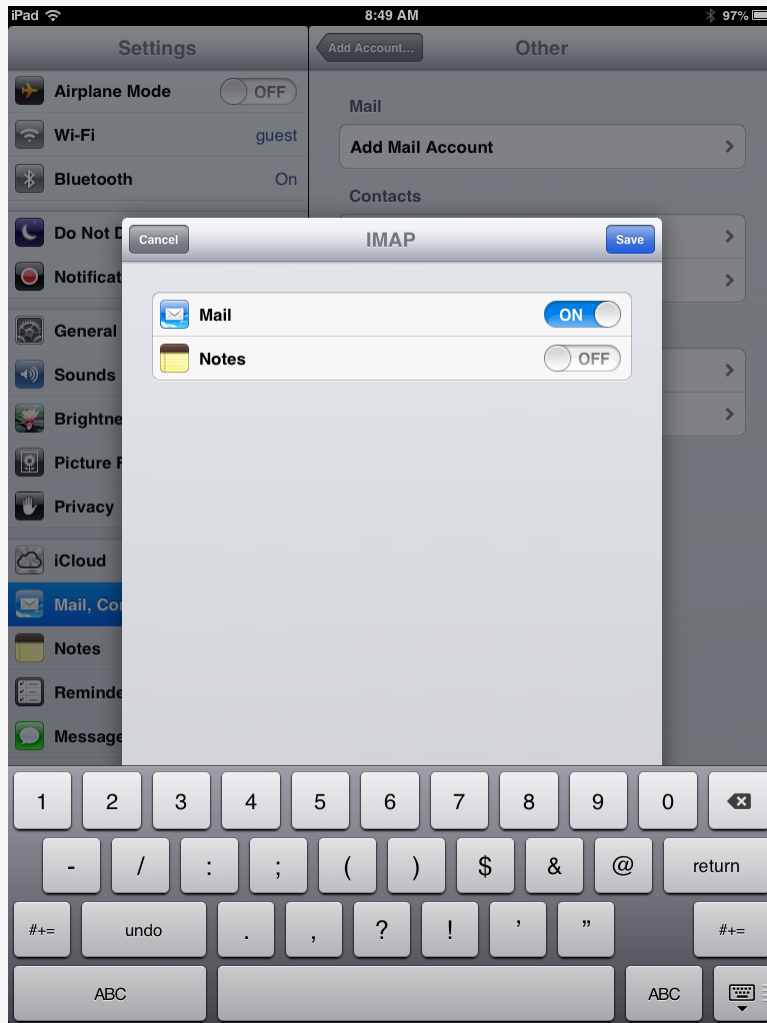 iPad 8:49 AM 97%
Settings
Add Account... Other
Airplane Mode OFF
Wi-Fi guest
Bluetooth On
Do Not D
Notificat
General
Sounds
Brightne
Picture F
Privacy
iCloud
Mail, Con
Notes
Reminde
Message
Mail
Add Mail Account
Contacts
Cancel IMAP Save
Mail ON
Notes OFF
1 2 3 4 5 6 7 8 9 0
- / : ; ( ) $ & @ return
#+= undo . , ? ! ’ ” #+=
ABC ABC